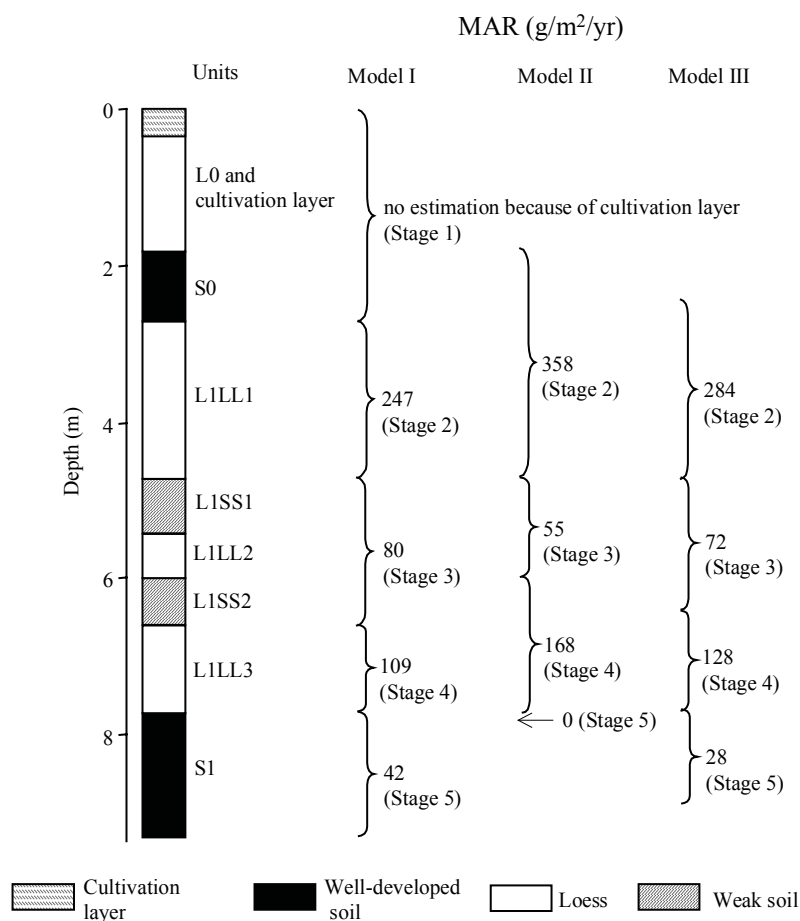 MAR (g/m²/yr)
Units Model I Model II Model III
0
L0 and
cultivation layer
no estimation because of cultivation layer
(Stage 1)
2
S0
358
(Stage 2)
L1LL1
247
(Stage 2)
284
(Stage 2)
4
Depth (m)
L1SS1
L1LL2
80
(Stage 3)
55
(Stage 3)
72
(Stage 3)
6
L1SS2
L1LL3
109
(Stage 4)
168
(Stage 4)
128
(Stage 4)
0 (Stage 5)
8
S1
42
(Stage 5)
28
(Stage 5)
Cultivation
layer
Well-developed
soil
Loess
Weak soil